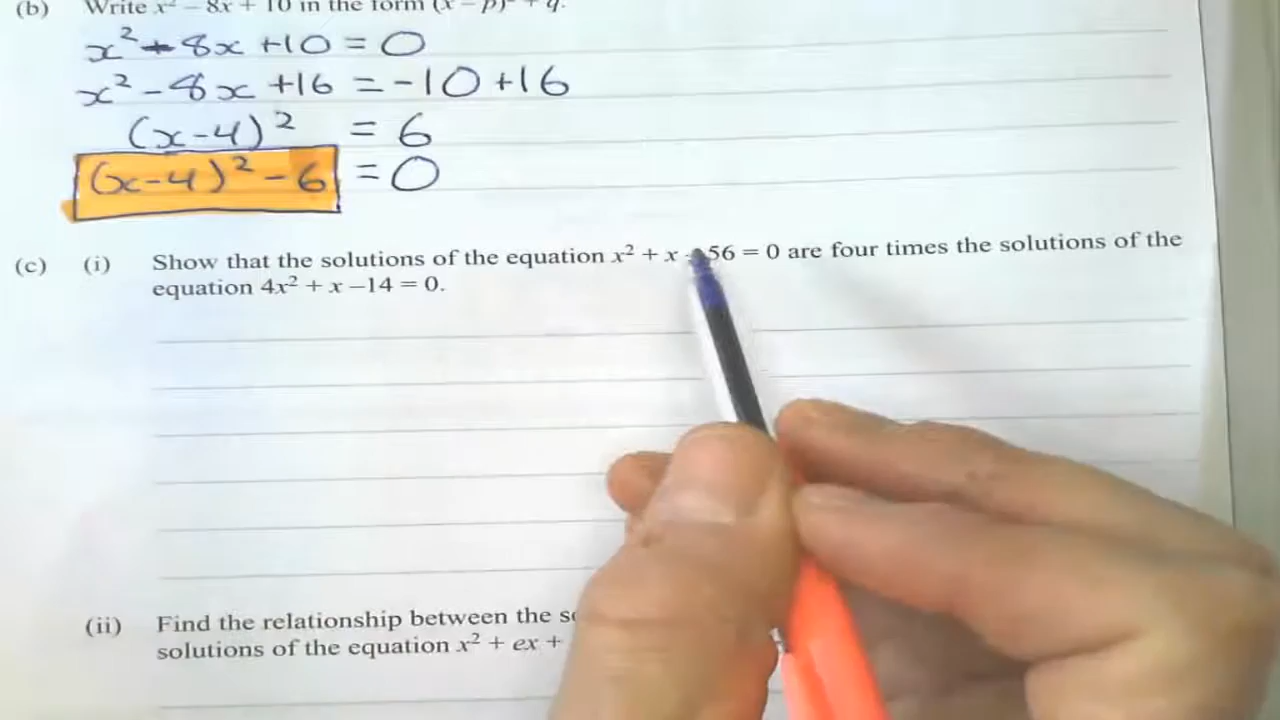 (b) Write x² − 8x + 10 in the form (x − p)² + q.
x² - 8x +10 = 0
x² - 8x +16 = -10 +16
(x-4)² = 6
(x-4)² - 6 = 0
(c) (i) Show that the solutions of the equation x² + x - 56 = 0 are four times the solutions of the
equation 4x² + x –14 = 0.
(ii) Find the relationship between the
solutions of the equation x² + ex +